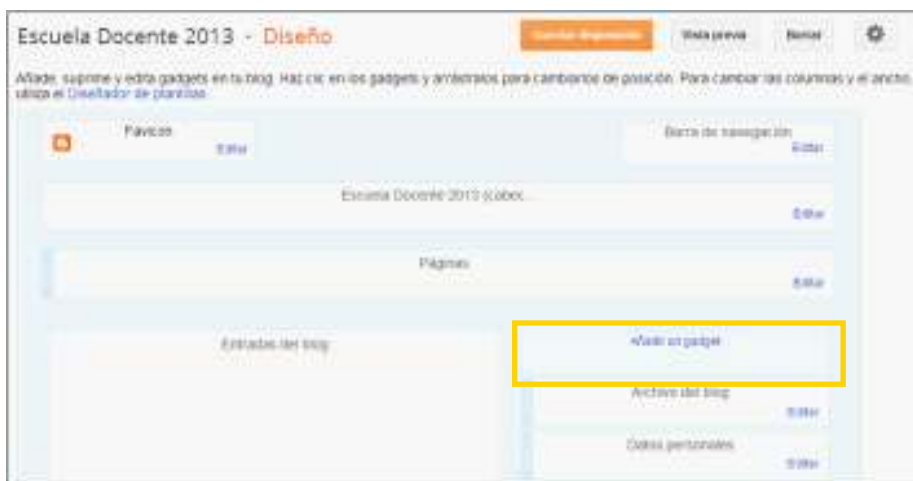 Escuela Docente 2013 - Diseño
Guardar disposición Vista previa Borrar
Añade, suprime y edita gadgets en tu blog. Haz clic en los gadgets y arrástralos para cambiarlos de posición. Para cambiar las columnas y el ancho,
utiliza el Diseñador de plantillas.
Favicon
Editar
Barra de navegación
Editar
Escuela Docente 2013 (cabec...
Editar
Páginas
Editar
Entradas del blog
Añadir un gadget
Archivo del blog
Editar
Datos personales
Editar